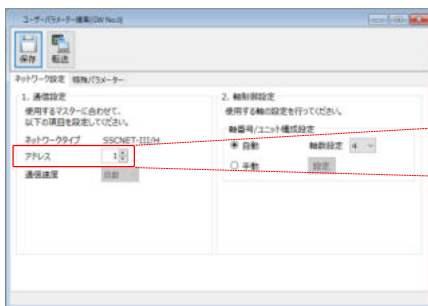 ユーザーパラメーター編集(GW No.0)
保存
転送
ネットワーク設定
特殊パラメーター
1. 通信設定
使用するマスターに合わせて、
以下の項目を設定してください。
ネットワークタイプ SSCNET-III/H
アドレス 1
通信速度 自動
2. 軸制御設定
使用する軸の設定を行ってください。
軸番号/ユニット構成設定
自動 軸数設定 4
手動 設定